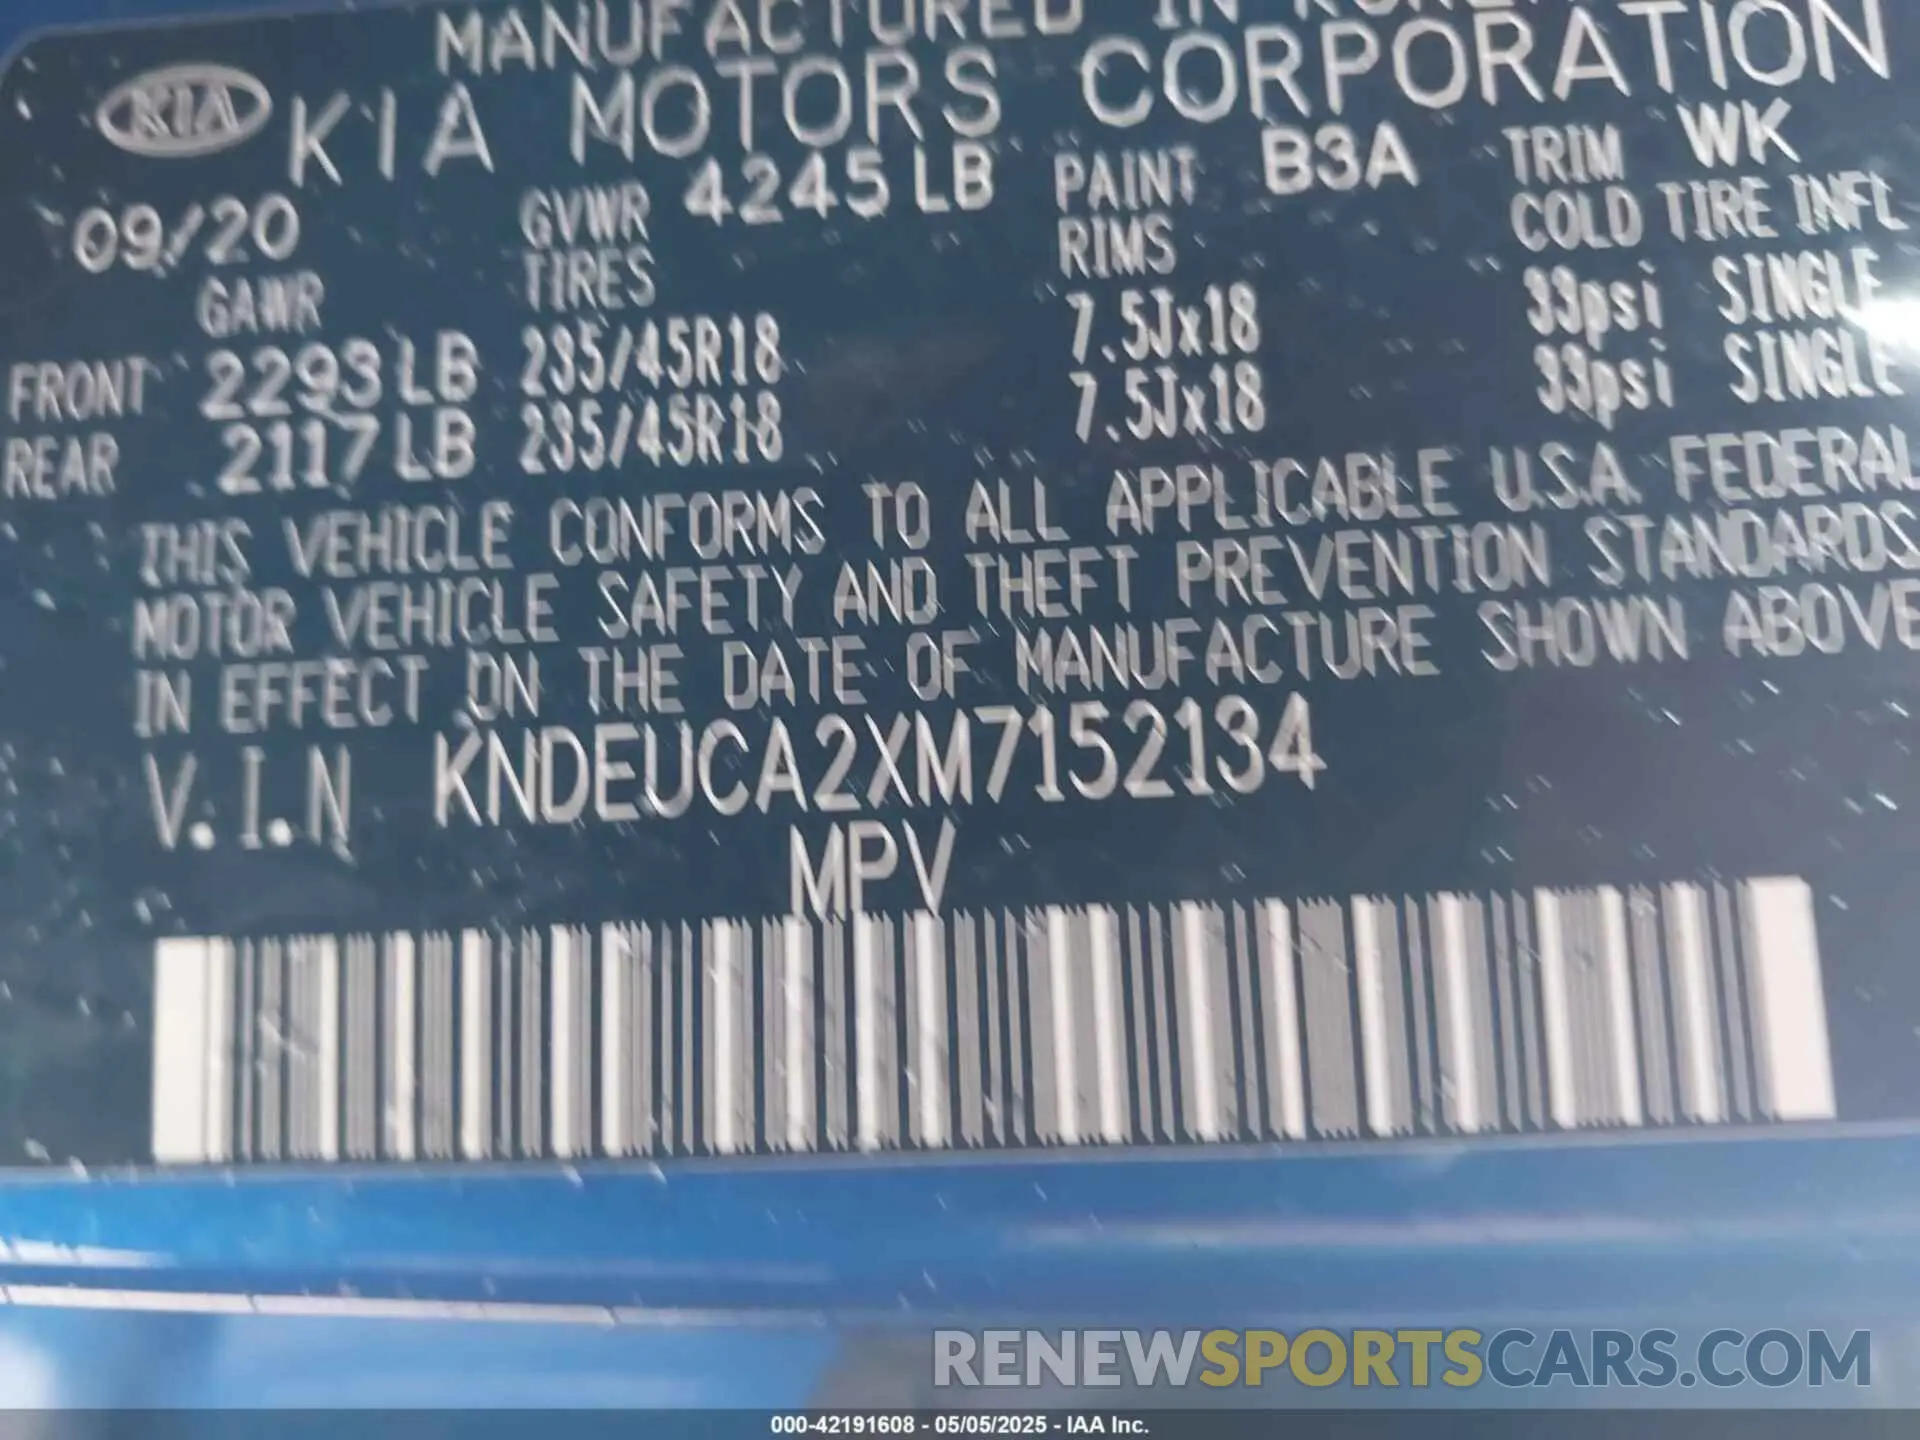 MANUFACTURED IN KOREA
KIA KIA MOTORS CORPORATION
09/20 GVWR 4245 LB PAINT B3A TRIM WK
GAWR TIRES RIMS COLD TIRE INFL
FRONT 2293 LB 235/45R18 7.5Jx18 33psi SINGLE
REAR 2117 LB 235/45R18 7.5Jx18 33psi SINGLE
THIS VEHICLE CONFORMS TO ALL APPLICABLE U.S.A. FEDERAL
MOTOR VEHICLE SAFETY AND THEFT PREVENTION STANDARDS
IN EFFECT ON THE DATE OF MANUFACTURE SHOWN ABOVE
V.I.N KNDEUCA2XM7152134
MPV
RENEWSPORTSCARS.COM
000-42191608 - 05/05/2025 - IAA Inc.